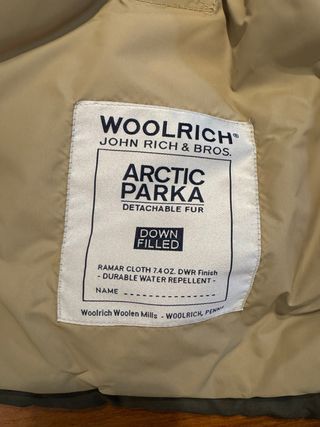 WOOLRICH®
JOHN RICH & BROS.
ARCTIC
PARKA
DETACHABLE FUR
DOWN
FILLED
RAMAR CLOTH 7.4 OZ. DWR Finish
- DURABLE WATER REPELLENT -
NAME
Woolrich Woolen Mills - WOOLRICH, PENN